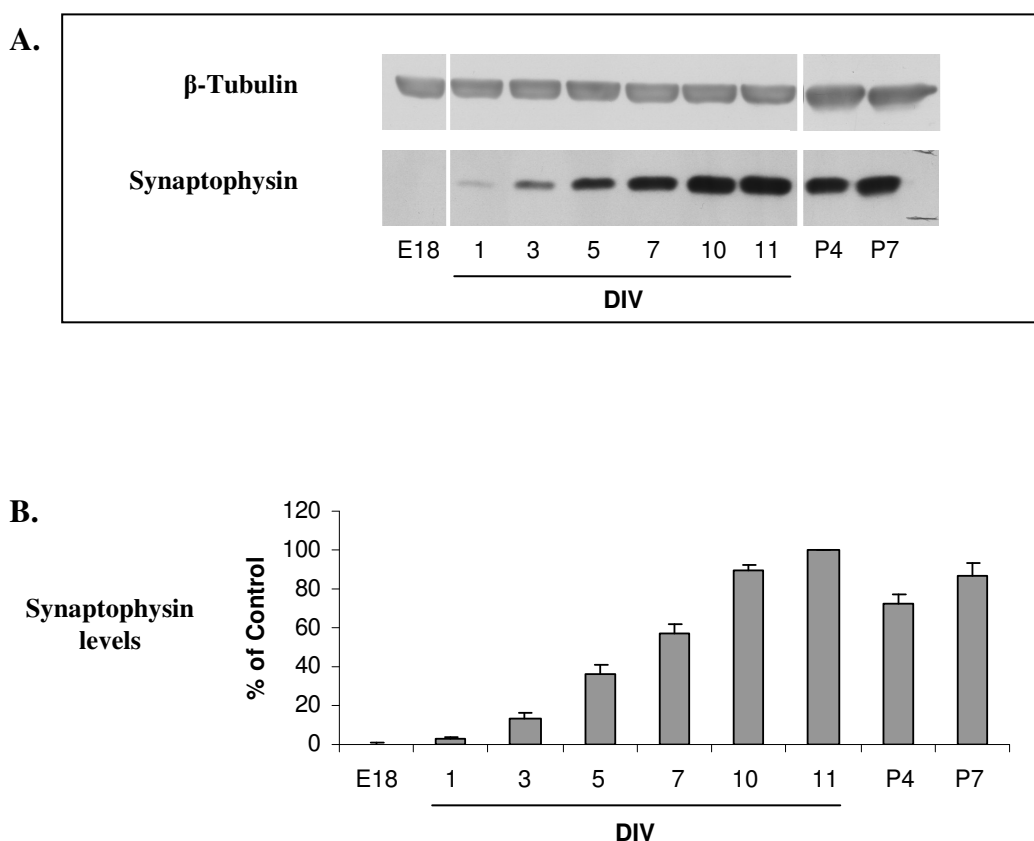 A.
β-Tubulin
Synaptophysin
E18 1 3 5 7 10 11 P4 P7
DIV
B.
Synaptophysin
levels
% of Control
120
100
80
60
40
20
0
E18 1 3 5 7 10 11 P4 P7
DIV